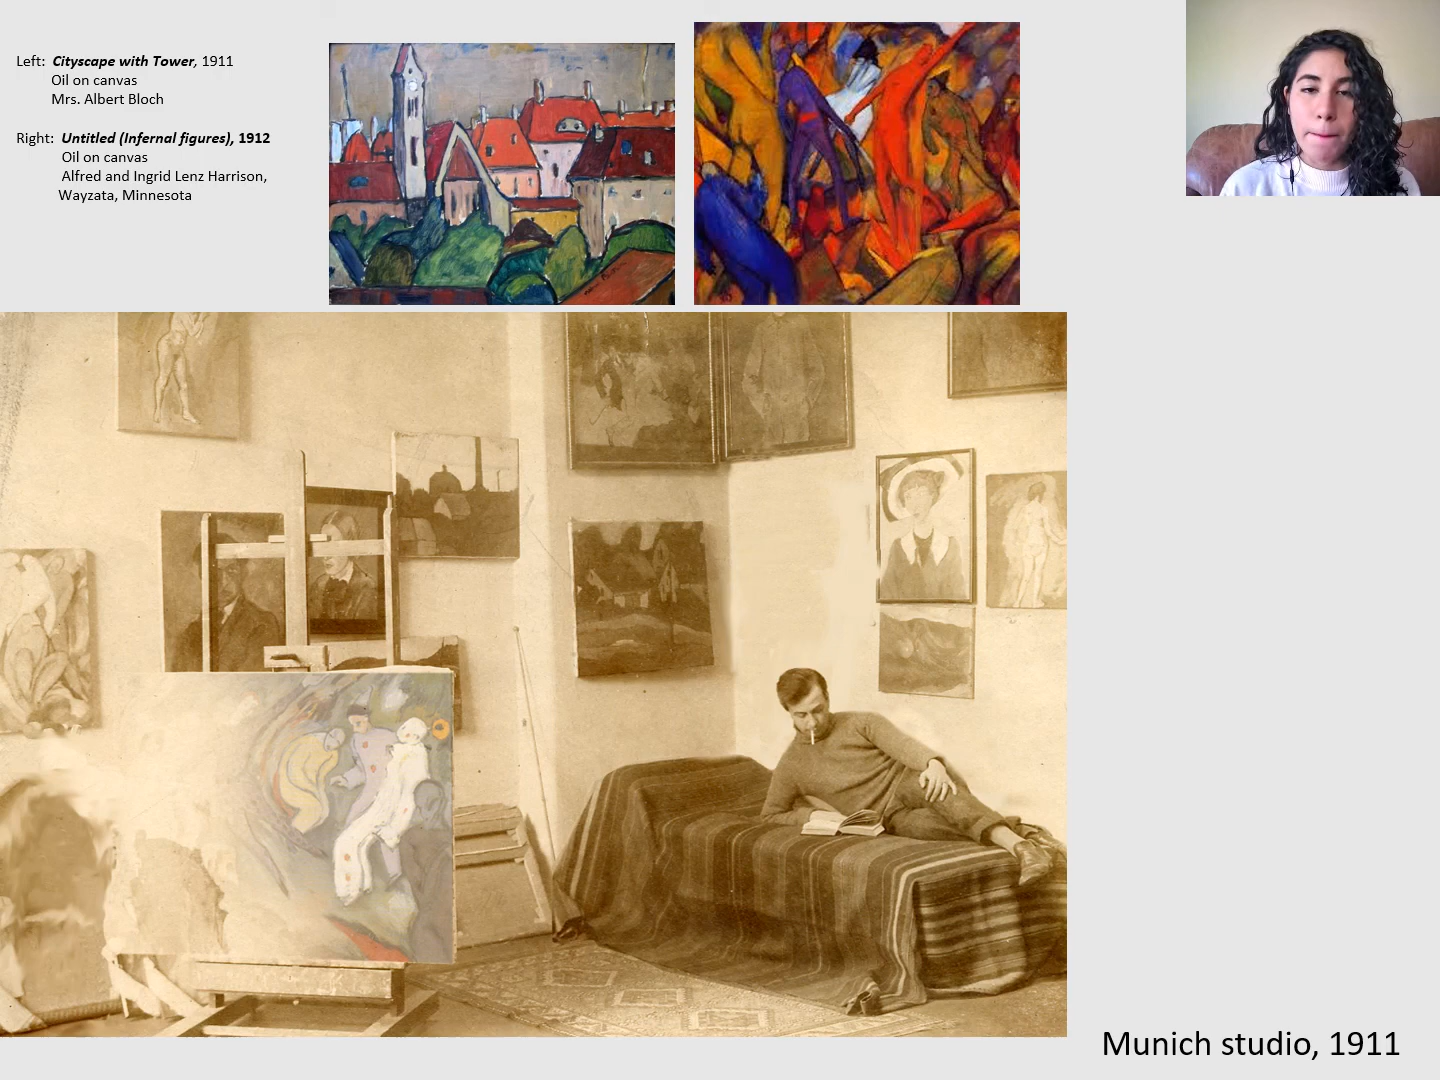 Left: Cityscape with Tower, 1911
Oil on canvas
Mrs. Albert Bloch
Right: Untitled (Infernal figures), 1912
Oil on canvas
Alfred and Ingrid Lenz Harrison,
Wayzata, Minnesota
Munich studio, 1911